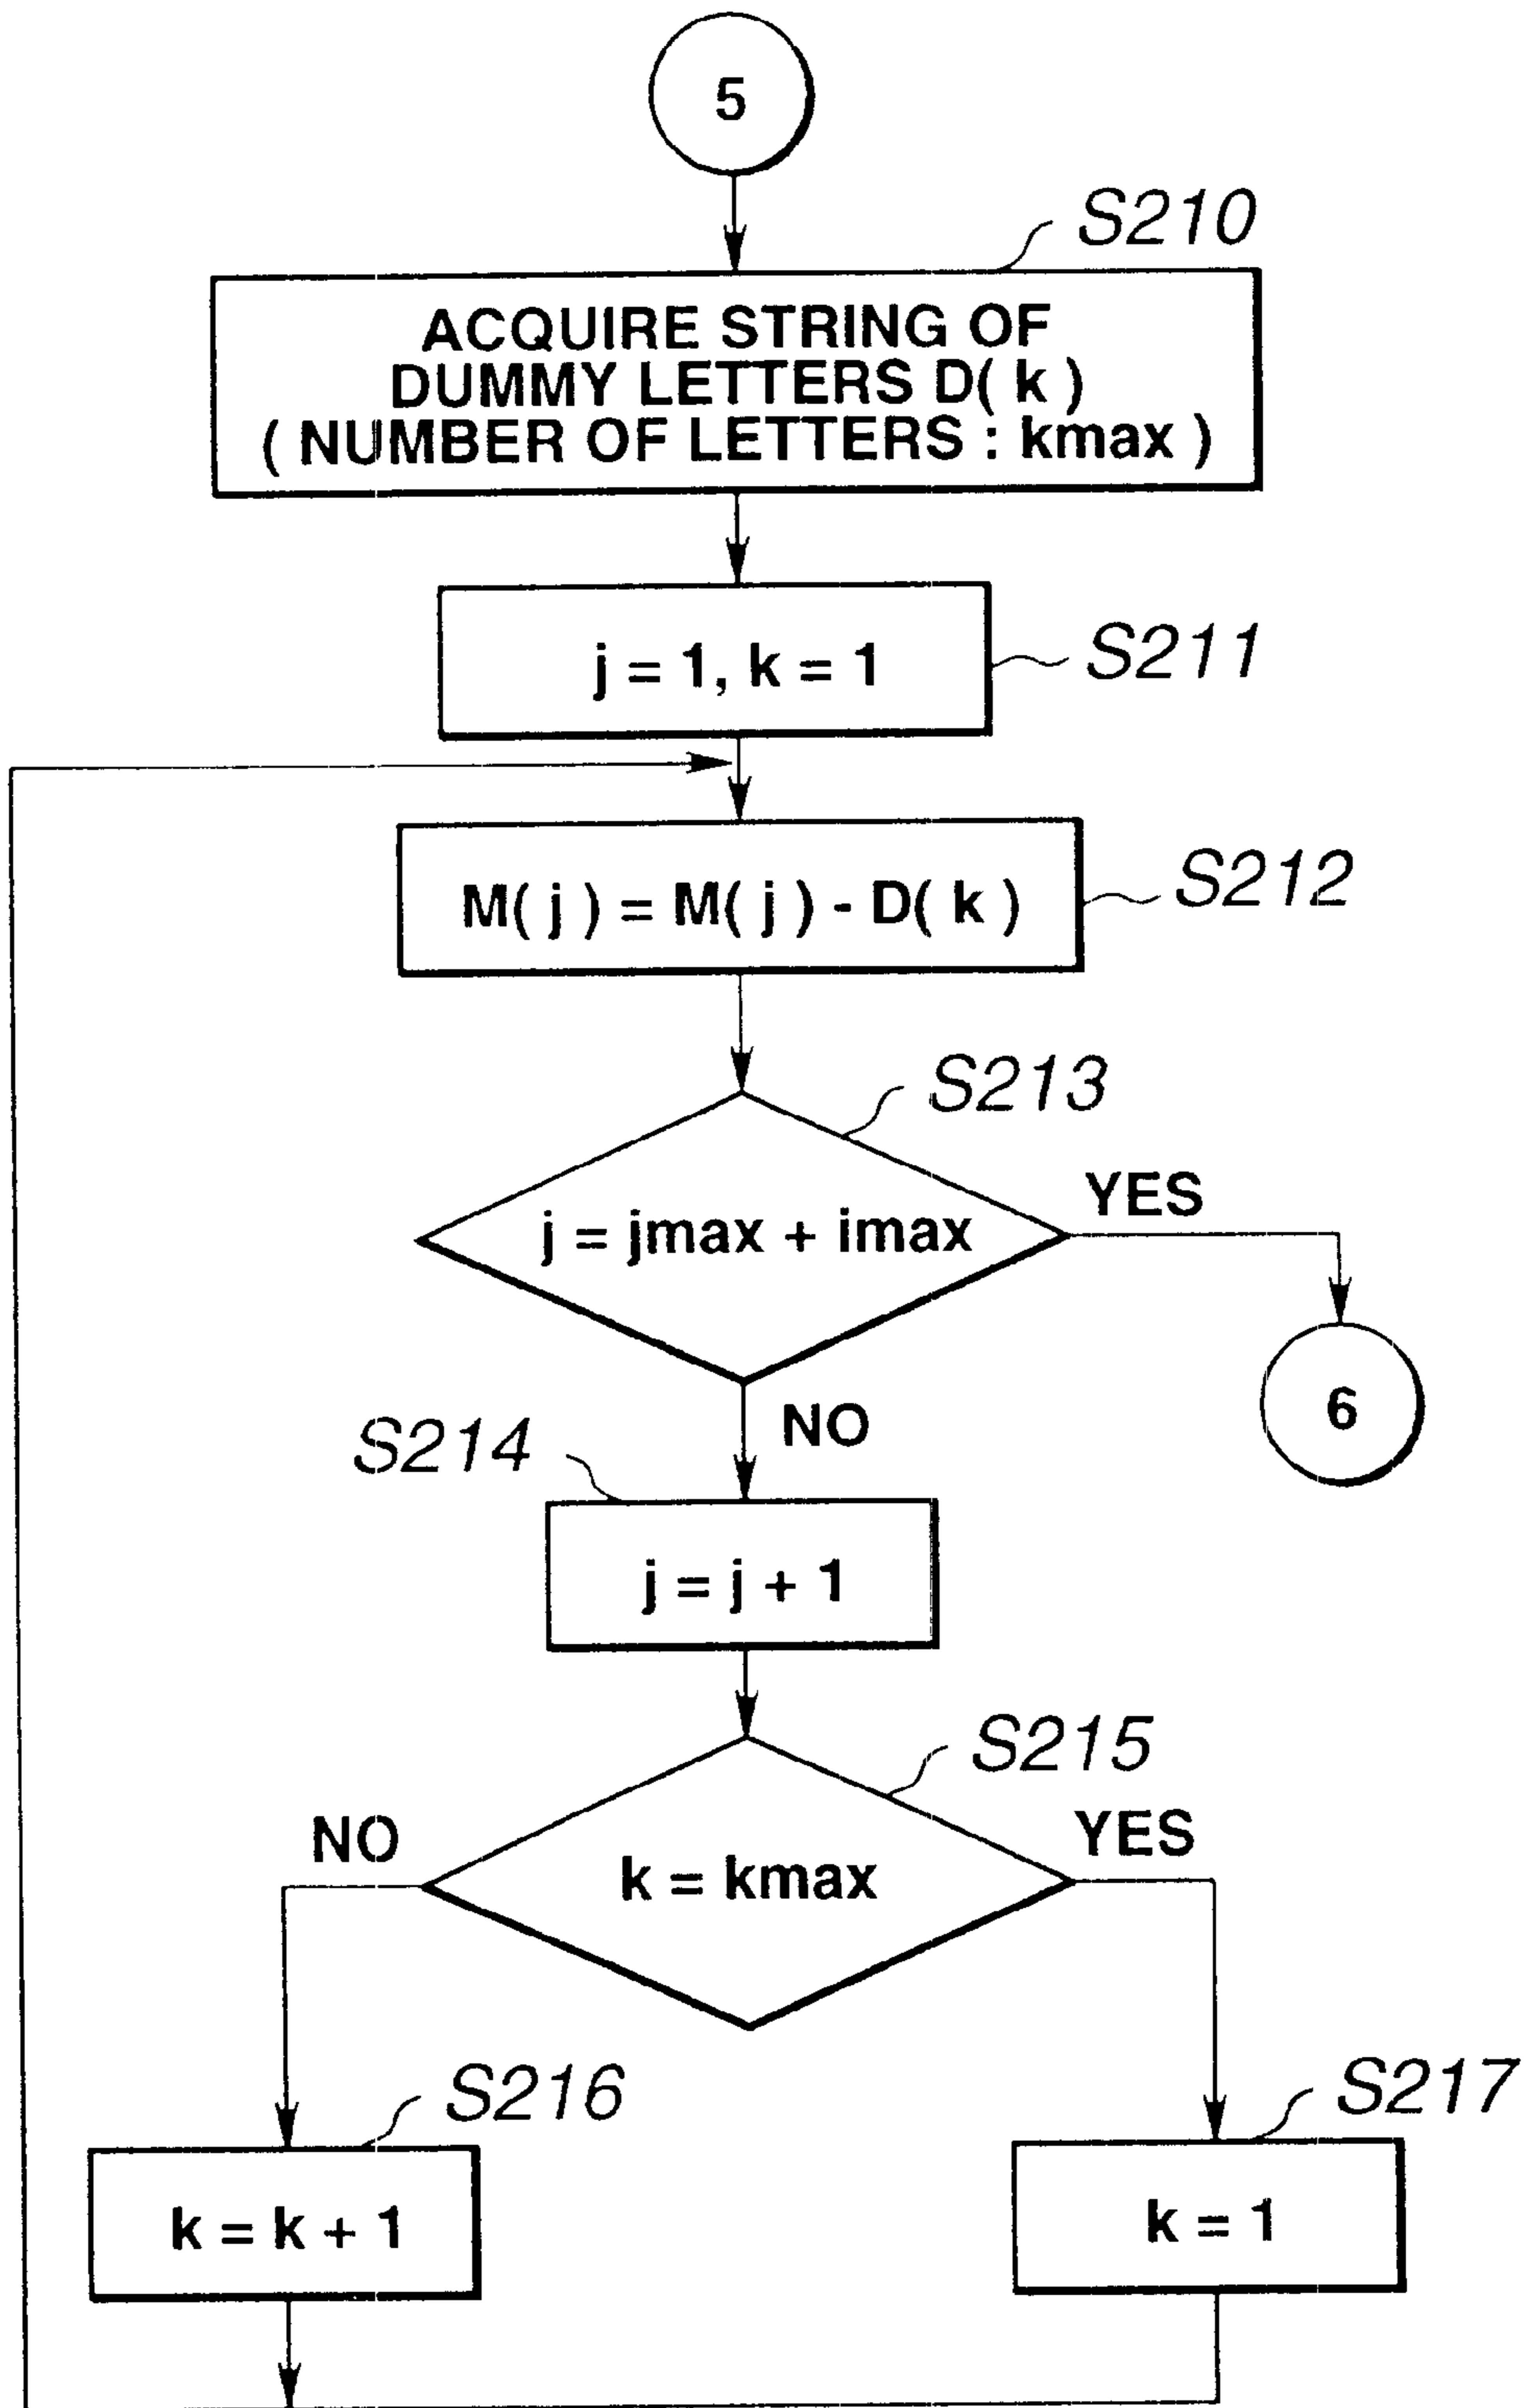 5
S210
ACQUIRE STRING OF
DUMMY LETTERS D( k )
( NUMBER OF LETTERS : kmax )
j = 1, k = 1
S211
M( j ) = M( j ) - D( k )
S212
S213
j = jmax + imax
YES
6
NO
S214
j = j + 1
S215
NO
k = kmax
YES
S216
k = k + 1
S217
k = 1